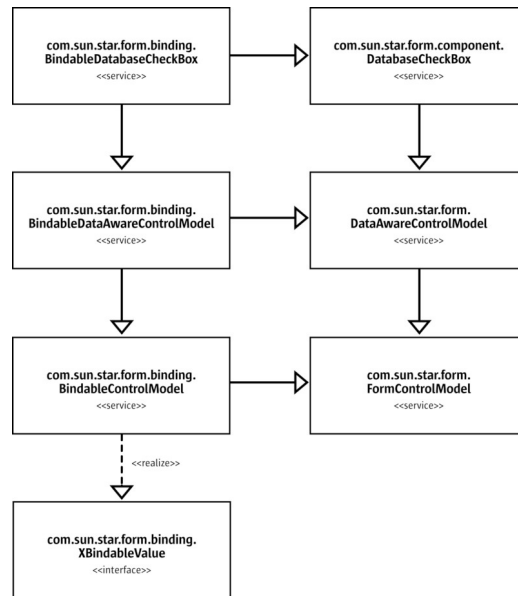 com.sun.star.form.binding.
BindableDatabaseCheckBox
<<service>>
com.sun.star.form.component.
DatabaseCheckBox
<<service>>
com.sun.star.form.binding.
BindableDataAwareControlModel
<<service>>
com.sun.star.form.
DataAwareControlModel
<<service>>
com.sun.star.form.binding.
BindableControlModel
<<service>>
com.sun.star.form.
FormControlModel
<<service>>
<<realize>>
com.sun.star.form.binding.
XBindableValue
<<interface>>